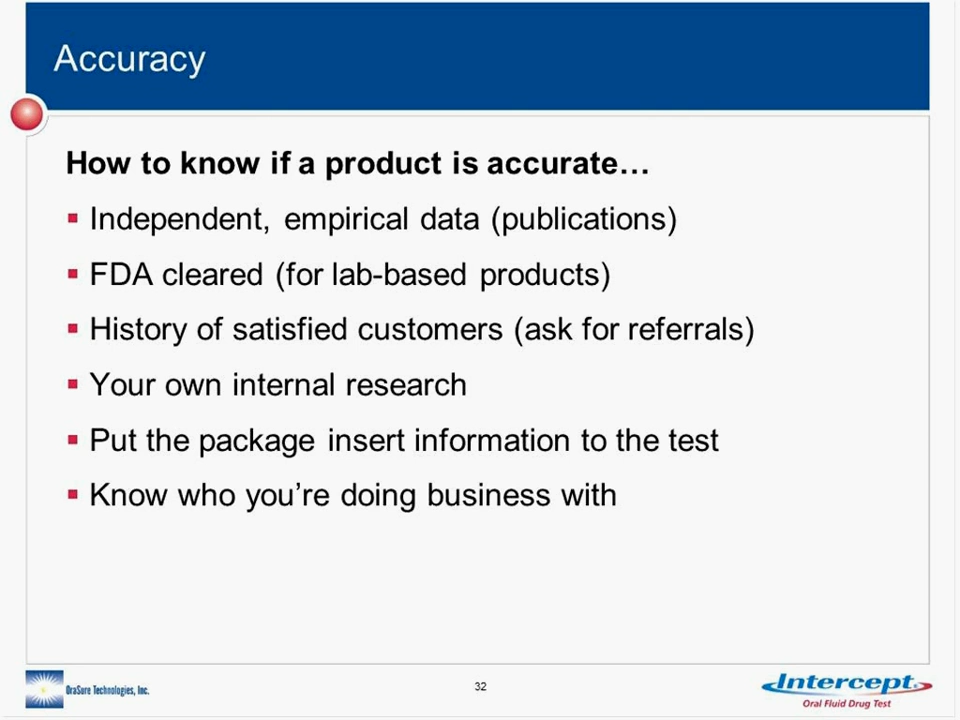 Accuracy
How to know if a product is accurate…
▪ Independent, empirical data (publications)
▪ FDA cleared (for lab-based products)
▪ History of satisfied customers (ask for referrals)
▪ Your own internal research
▪ Put the package insert information to the test
▪ Know who you’re doing business with
OraSure Technologies, Inc.
32
Intercept®
Oral Fluid Drug Test